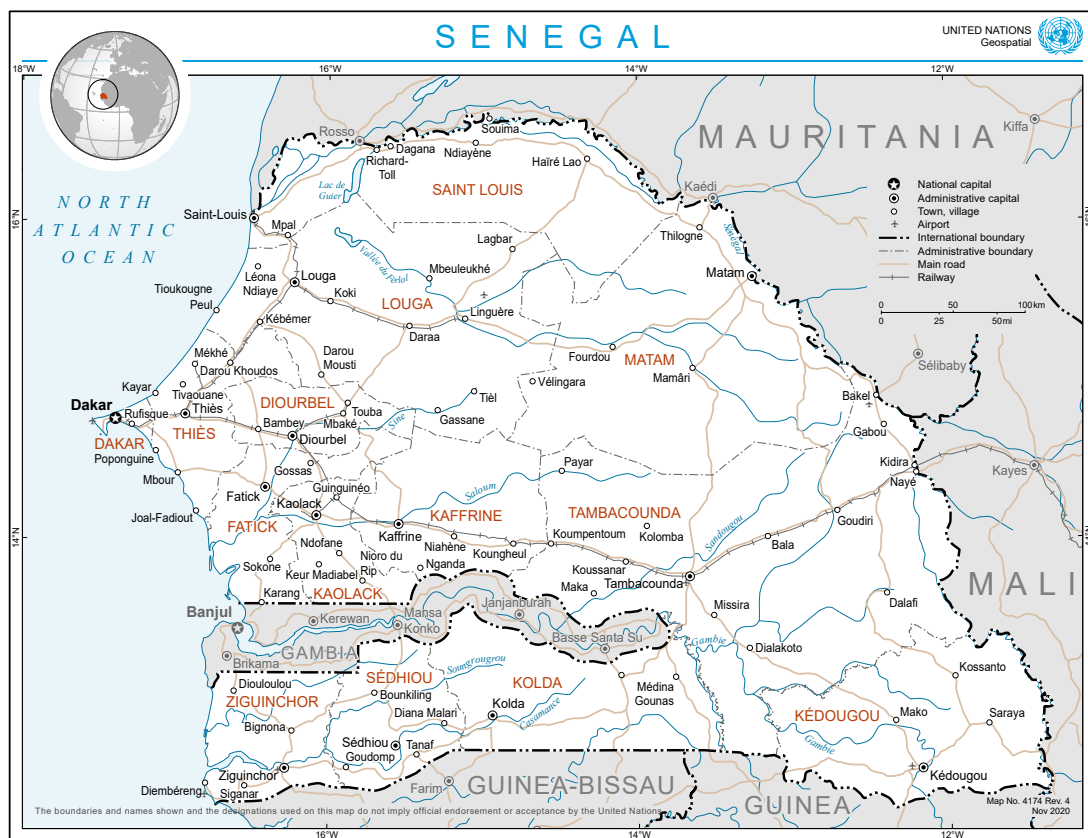 SENEGAL
UNITED NATIONS
Geospatial
18°W
16°W
14°W
12°W
Rosso
Souima
Dagana
Richard-
Toll
Ndiayène
Haïré Lao
MAURITANIA
Kiffa
Lac de
Guier
SAINT LOUIS
Kaédi
NORTH
ATLANTIC
OCEAN
National capital
Administrative capital
Town, village
Airport
International boundary
Administrative boundary
Main road
Railway
0 50 100 km
0 25 50 mi
16°N
Saint-Louis
Mpal
Lagbar
Thilogne
Sénégal
Matam
Vallée du Ferlol
Mbeuleukhé
Léona
Ndiaye
Louga
Koki
LOUGA
Tioukougne
Peul
Linguère
Kébémer
Daraa
Fourdou
MATAM
Mamâri
Sélibaby
Mékhé
Darou Khoudos
Darou
Mousti
Vélingara
Kayar
Tivaouane
Thiès
DIOURBEL
Touba
Tièl
Bakel
Dakar
Rufisque
Bambey
Mbaké
Sine
Gassane
Gabou
DAKAR
THIÈS
Diourbel
Poponguine
Mbour
Gossas
Payar
Kidira
Nayé
Kayes
Fatick
Guinguinéo
Kaolack
Saloum
Joal-Fadiout
FATICK
KAFFRINE
TAMBACOUNDA
Kolomba
Sandougou
Goudiri
14°N
Kaffrine
Ndofane
Niahène
Koungheul
Koumpentoum
Bala
Sokone
Keur Madiabel
Nioro du
Rip
Nganda
Koussanar
Maka
Tambacounda
MALI
Karang
KAOLACK
Dalafi
Banjul
Kerewan
Mansa
Konko
Janjanburah
Missira
Basse Santa Su
Gambie
Dialakoto
GAMBIA
Brikama
Soungrougrou
Kossanto
Diouloulou
SÉDHIOU
KOLDA
Médina
Gounas
ZIGUINCHOR
Bounkiling
Diana Malari
Kolda
Casamance
KÉDOUGOU
Mako
Saraya
Bignona
Sédhiou
Tanaf
Gambie
Goudomp
Ziguinchor
Kédougou
Diembéreng
Siganar
Farim
GUINEA-BISSAU
GUINEA
The boundaries and names shown and the designations used on this map do not imply official endorsement or acceptance by the United Nations.
Map No. 4174 Rev. 4
Nov 2020
16°W
14°W
12°W